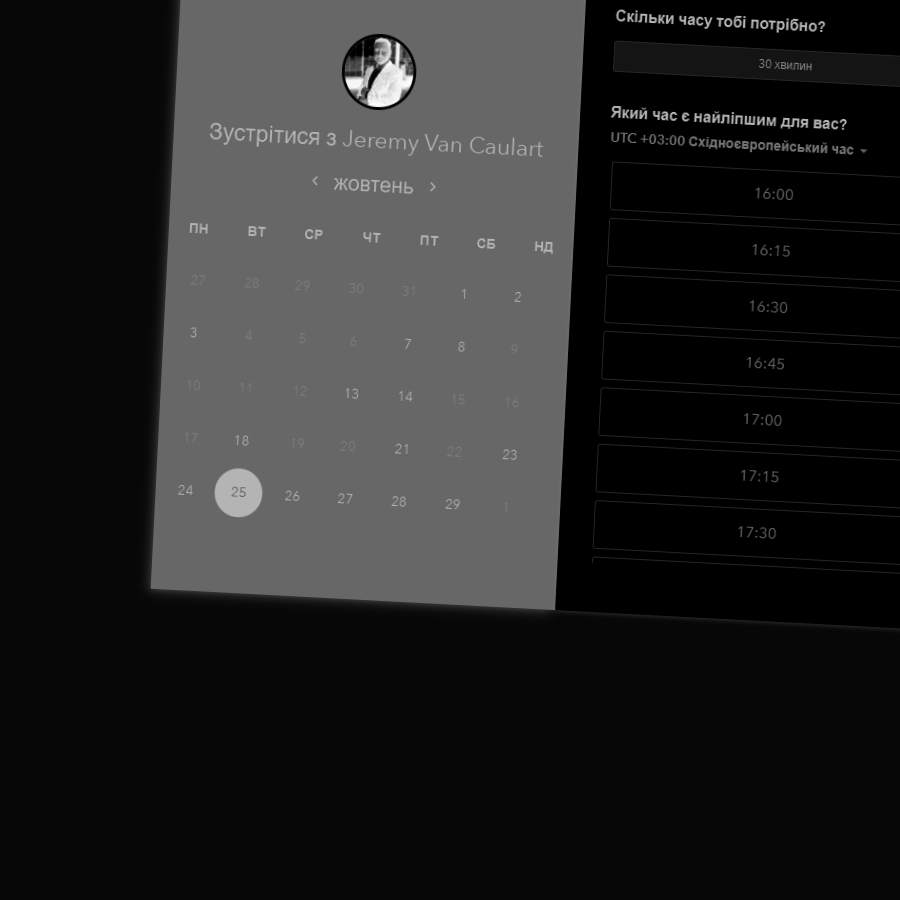 Зустрітися з Jeremy Van Caulart
‹ жовтень ›
ПН ВТ СР ЧТ ПТ СБ НД
27 28 29 30 31 1 2
3 4 5 6 7 8 9
10 11 12 13 14 15 16
17 18 19 20 21 22 23
24 25 26 27 28 29 1
Скільки часу тобі потрібно?
30 хвилин
Який час є найліпшим для вас?
UTC +03:00 Східноєвропейський час
16:00
16:15
16:30
16:45
17:00
17:15
17:30